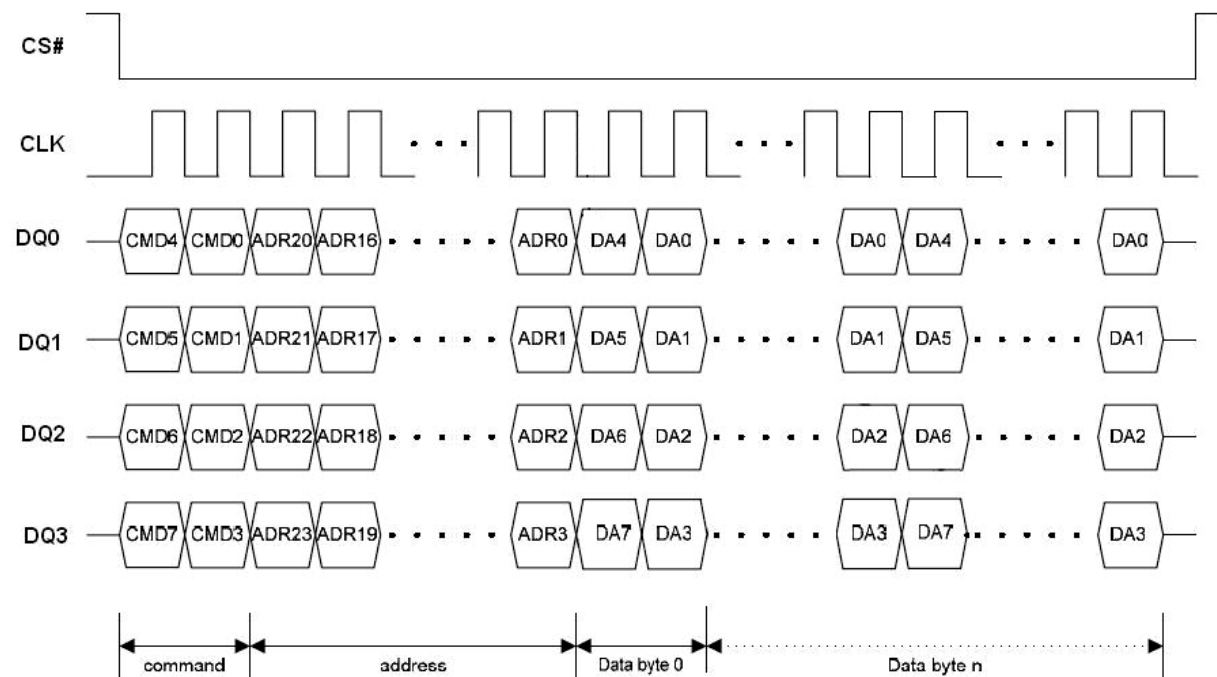 CS#
CLK
DQ0 CMD4 CMD0 ADR20 ADR16 ADR0 DA4 DA0 DA0 DA4 DA0
DQ1 CMD5 CMD1 ADR21 ADR17 ADR1 DA5 DA1 DA1 DA5 DA1
DQ2 CMD6 CMD2 ADR22 ADR18 ADR2 DA6 DA2 DA2 DA6 DA2
DQ3 CMD7 CMD3 ADR23 ADR19 ADR3 DA7 DA3 DA3 DA7 DA3
command address Data byte 0 Data byte n